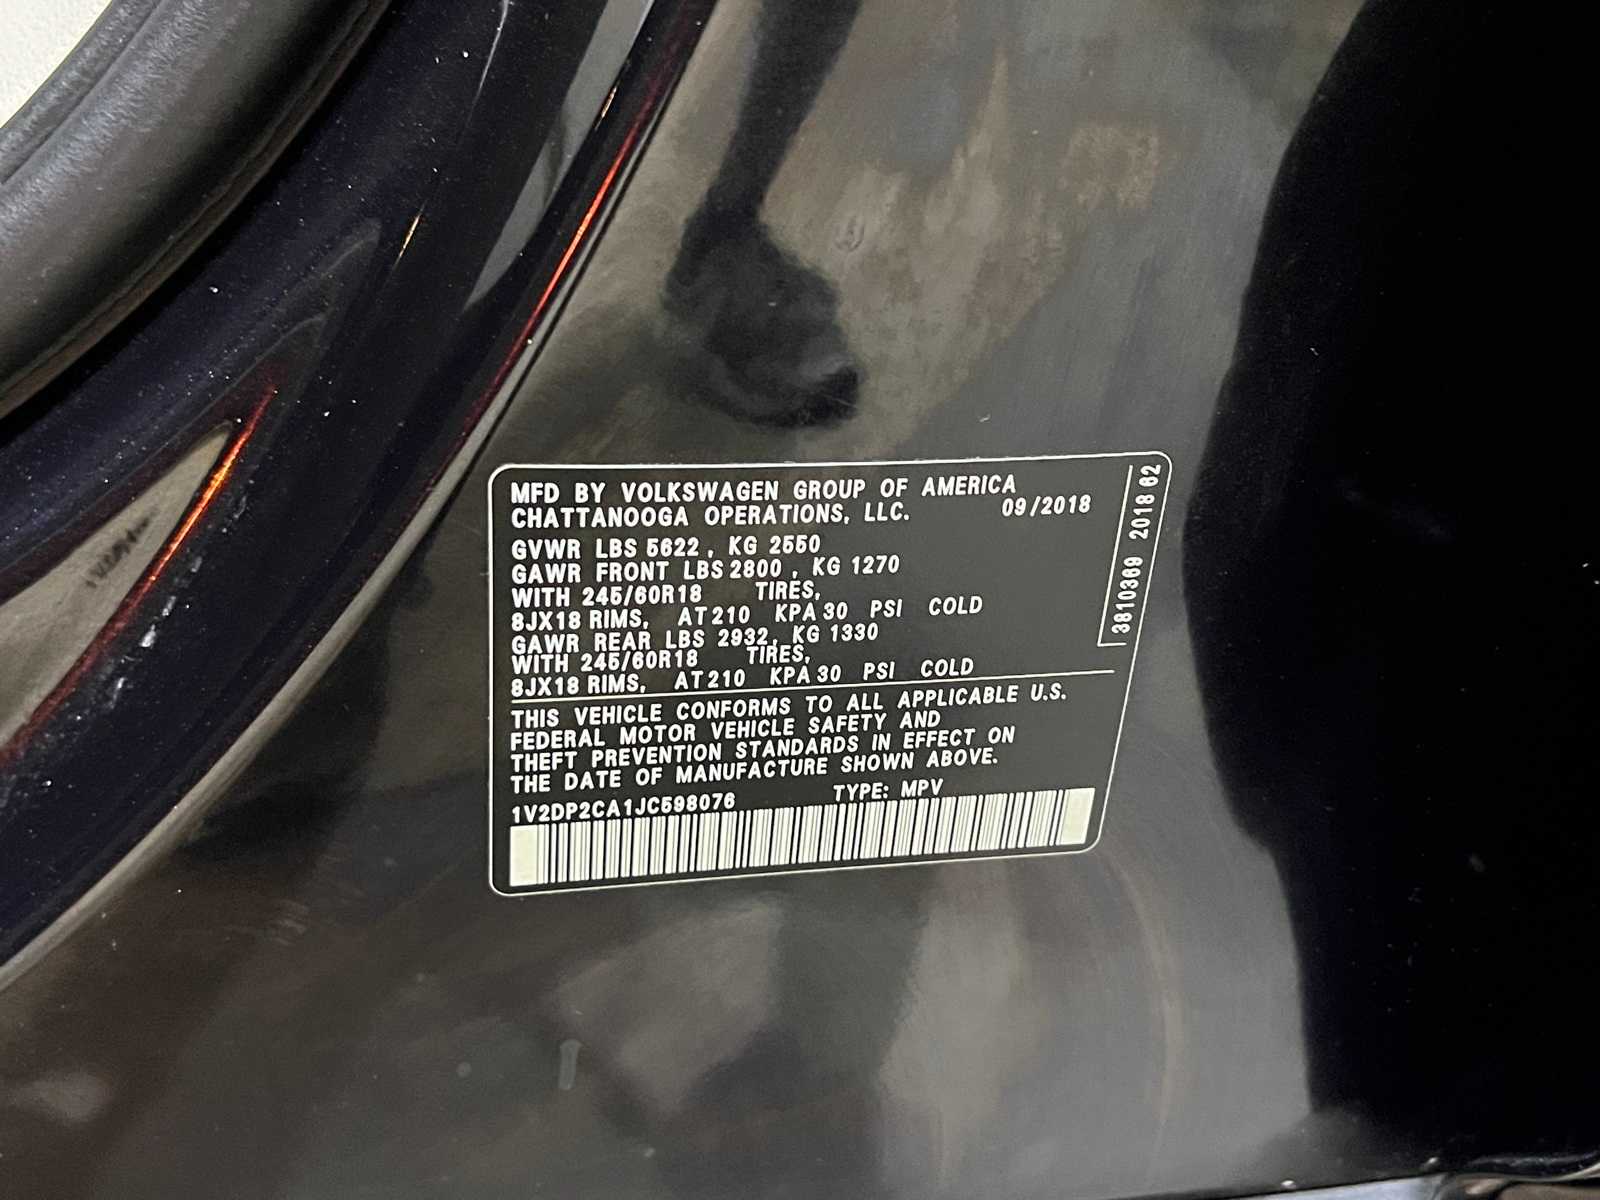 MFD BY VOLKSWAGEN GROUP OF AMERICA
CHATTANOOGA OPERATIONS, LLC. 09/2018
GVWR LBS 5622, KG 2550
GAWR FRONT LBS 2800, KG 1270
WITH 245/60R18 TIRES,
8JX18 RIMS, AT 210 KPA 30 PSI COLD
GAWR REAR LBS 2932, KG 1330
WITH 245/60R18 TIRES,
8JX18 RIMS, AT 210 KPA 30 PSI COLD
THIS VEHICLE CONFORMS TO ALL APPLICABLE U.S.
FEDERAL MOTOR VEHICLE SAFETY AND
THEFT PREVENTION STANDARDS IN EFFECT ON
THE DATE OF MANUFACTURE SHOWN ABOVE.
1V2DP2CA1JC598076 TYPE: MPV
3810369 2018 62